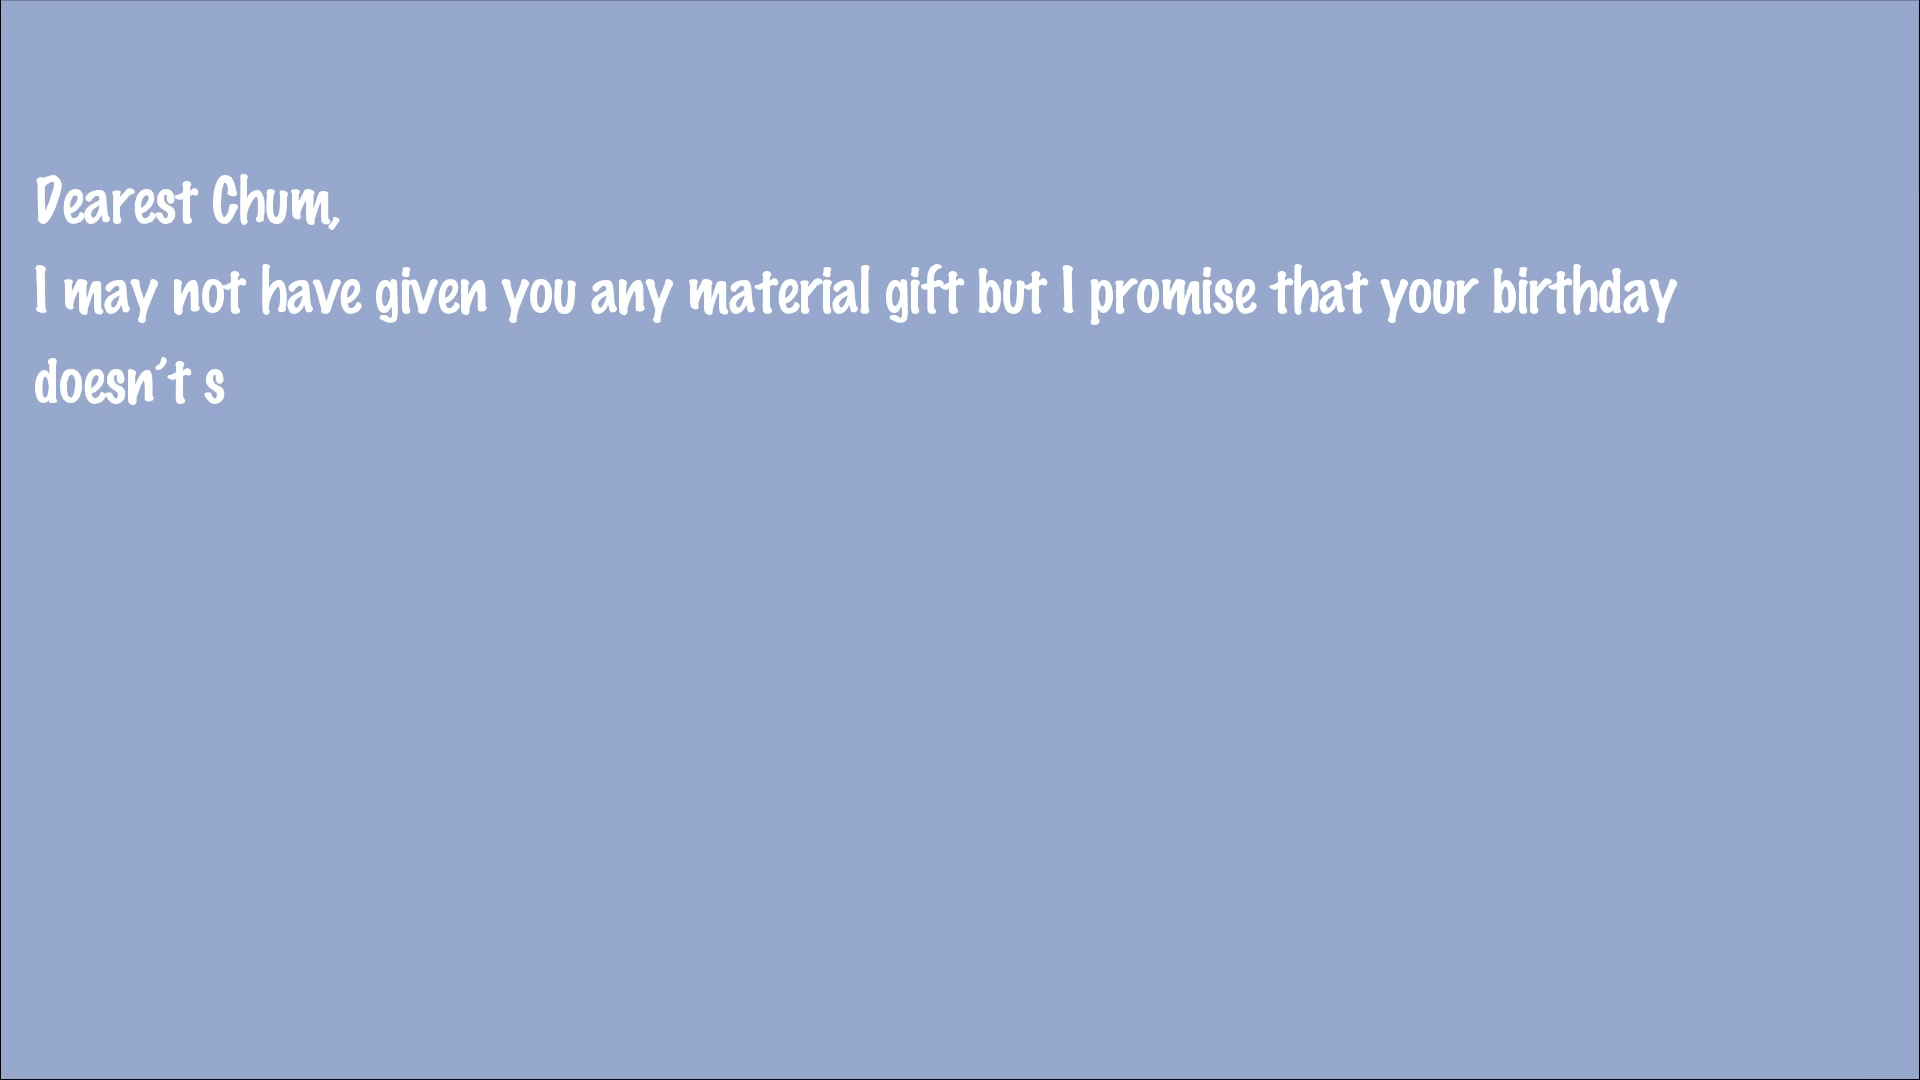 Dearest Chum,
I may not have given you any material gift but I promise that your birthday
doesn't s